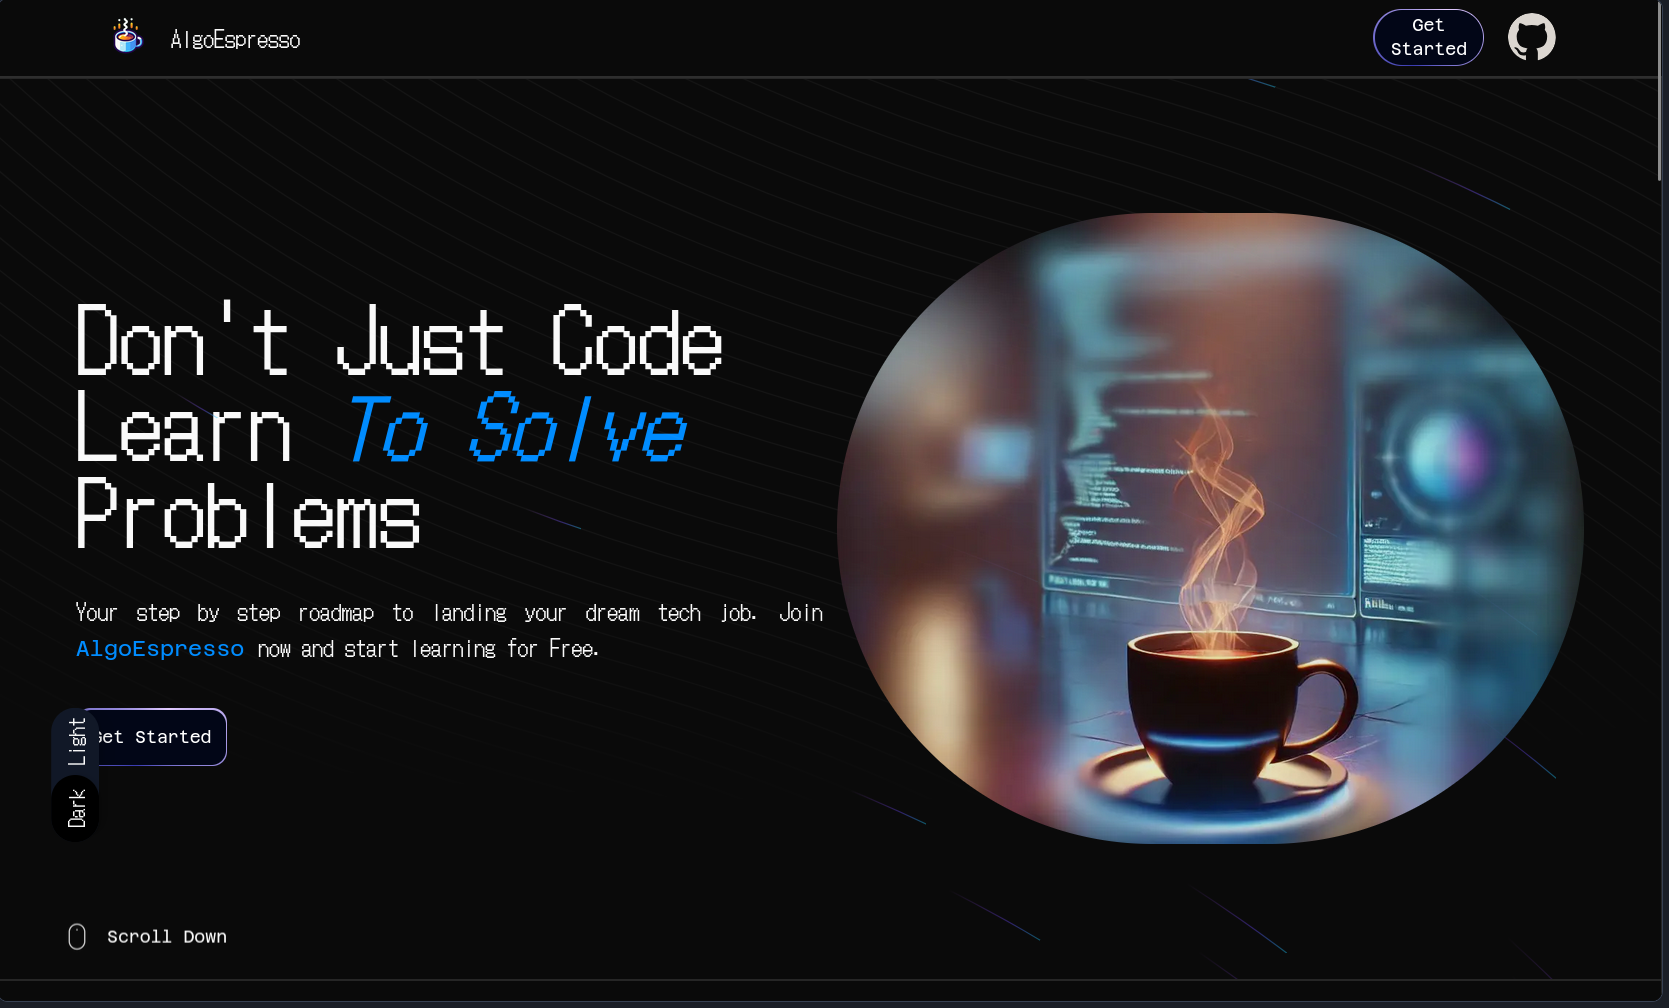 AlgoEspresso
Get
Started
Don't Just Code
Learn To Solve
Problems
Your step by step roadmap to landing your dream tech job. Join
AlgoEspresso now and start learning for Free.
Light
Get Started
Dark
Scroll Down